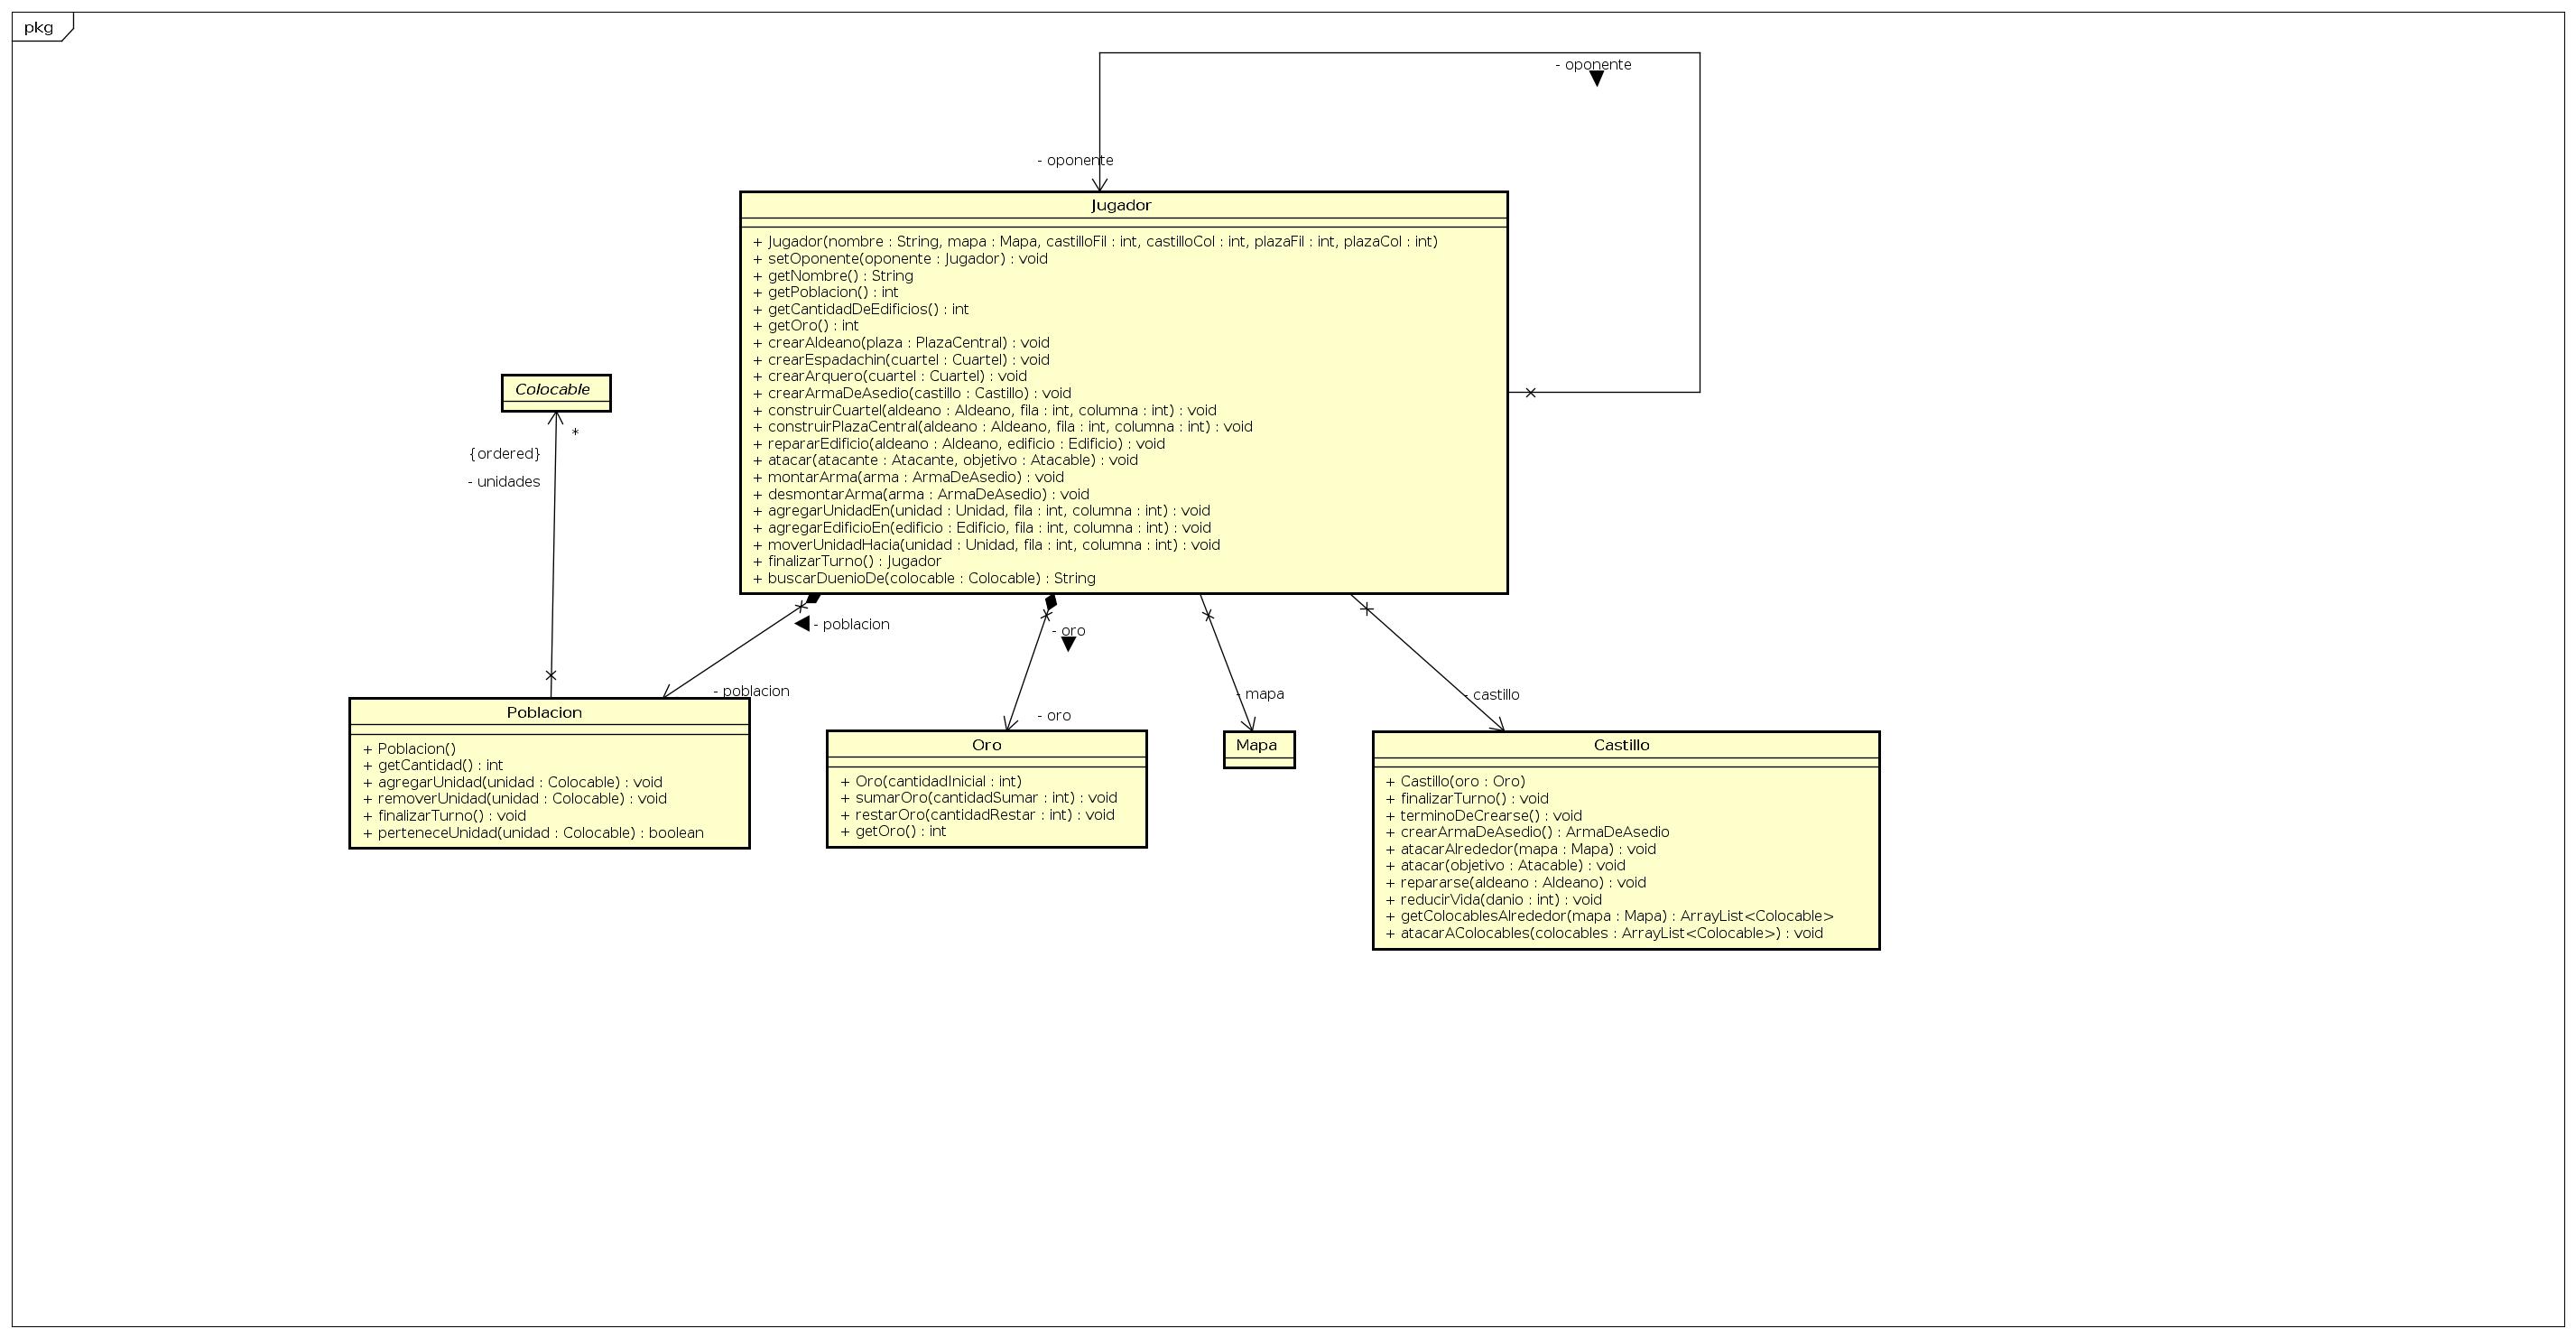 pkg
- oponente
- oponente
Jugador
+ Jugador(nombre : String, mapa : Mapa, castilloFil : int, castilloCol : int, plazaFil : int, plazaCol : int)
+ setOponente(oponente : Jugador) : void
+ getNombre() : String
+ getPoblacion() : int
+ getCantidadDeEdificios() : int
+ getOro() : int
+ crearAldeano(plaza : PlazaCentral) : void
+ crearEspadachin(cuartel : Cuartel) : void
+ crearArquero(cuartel : Cuartel) : void
+ crearArmaDeAsedio(castillo : Castillo) : void
+ construirCuartel(aldeano : Aldeano, fila : int, columna : int) : void
+ construirPlazaCentral(aldeano : Aldeano, fila : int, columna : int) : void
+ repararEdificio(aldeano : Aldeano, edificio : Edificio) : void
+ atacar(atacante : Atacante, objetivo : Atacable) : void
+ montarArma(arma : ArmaDeAsedio) : void
+ desmontarArma(arma : ArmaDeAsedio) : void
+ agregarUnidadEn(unidad : Unidad, fila : int, columna : int) : void
+ agregarEdificioEn(edificio : Edificio, fila : int, columna : int) : void
+ moverUnidadHacia(unidad : Unidad, fila : int, columna : int) : void
+ finalizarTurno() : Jugador
+ buscarDuenioDe(colocable : Colocable) : String
Colocable
*
{ordered}
- unidades
- poblacion
- oro
- poblacion
- oro
- mapa
- castillo
Poblacion
+ Poblacion()
+ getCantidad() : int
+ agregarUnidad(unidad : Colocable) : void
+ removerUnidad(unidad : Colocable) : void
+ finalizarTurno() : void
+ perteneceUnidad(unidad : Colocable) : boolean
Oro
+ Oro(cantidadInicial : int)
+ sumarOro(cantidadSumar : int) : void
+ restarOro(cantidadRestar : int) : void
+ getOro() : int
Mapa
Castillo
+ Castillo(oro : Oro)
+ finalizarTurno() : void
+ terminoDeCrearse() : void
+ crearArmaDeAsedio() : ArmaDeAsedio
+ atacarAlrededor(mapa : Mapa) : void
+ atacar(objetivo : Atacable) : void
+ repararse(aldeano : Aldeano) : void
+ reducirVida(danio : int) : void
+ getColocablesAlrededor(mapa : Mapa) : ArrayList<Colocable>
+ atacarAColocables(colocables : ArrayList<Colocable>) : void